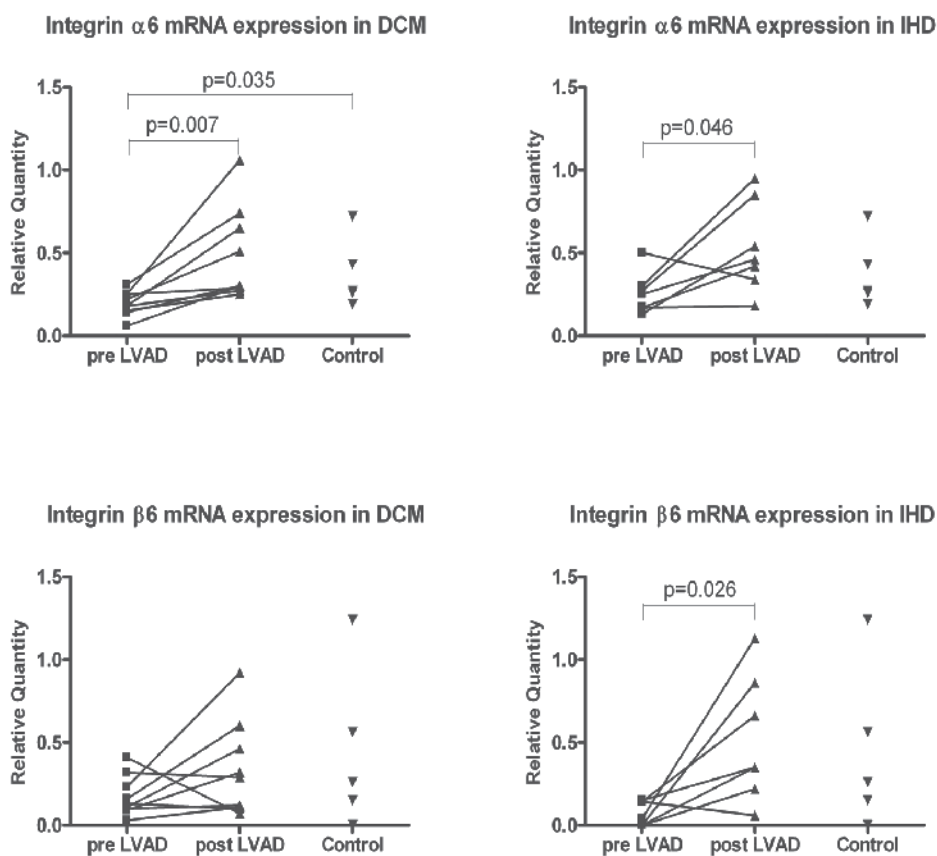 Integrin α6 mRNA expression in DCM
1.5
1.0
0.5
0.0
Relative Quantity
p=0.035
p=0.007
pre LVAD post LVAD Control
Integrin α6 mRNA expression in IHD
1.5
1.0
0.5
0.0
Relative Quantity
p=0.046
pre LVAD post LVAD Control
Integrin β6 mRNA expression in DCM
1.5
1.0
0.5
0.0
Relative Quantity
pre LVAD post LVAD Control
Integrin β6 mRNA expression in IHD
1.5
1.0
0.5
0.0
Relative Quantity
p=0.026
pre LVAD post LVAD Control